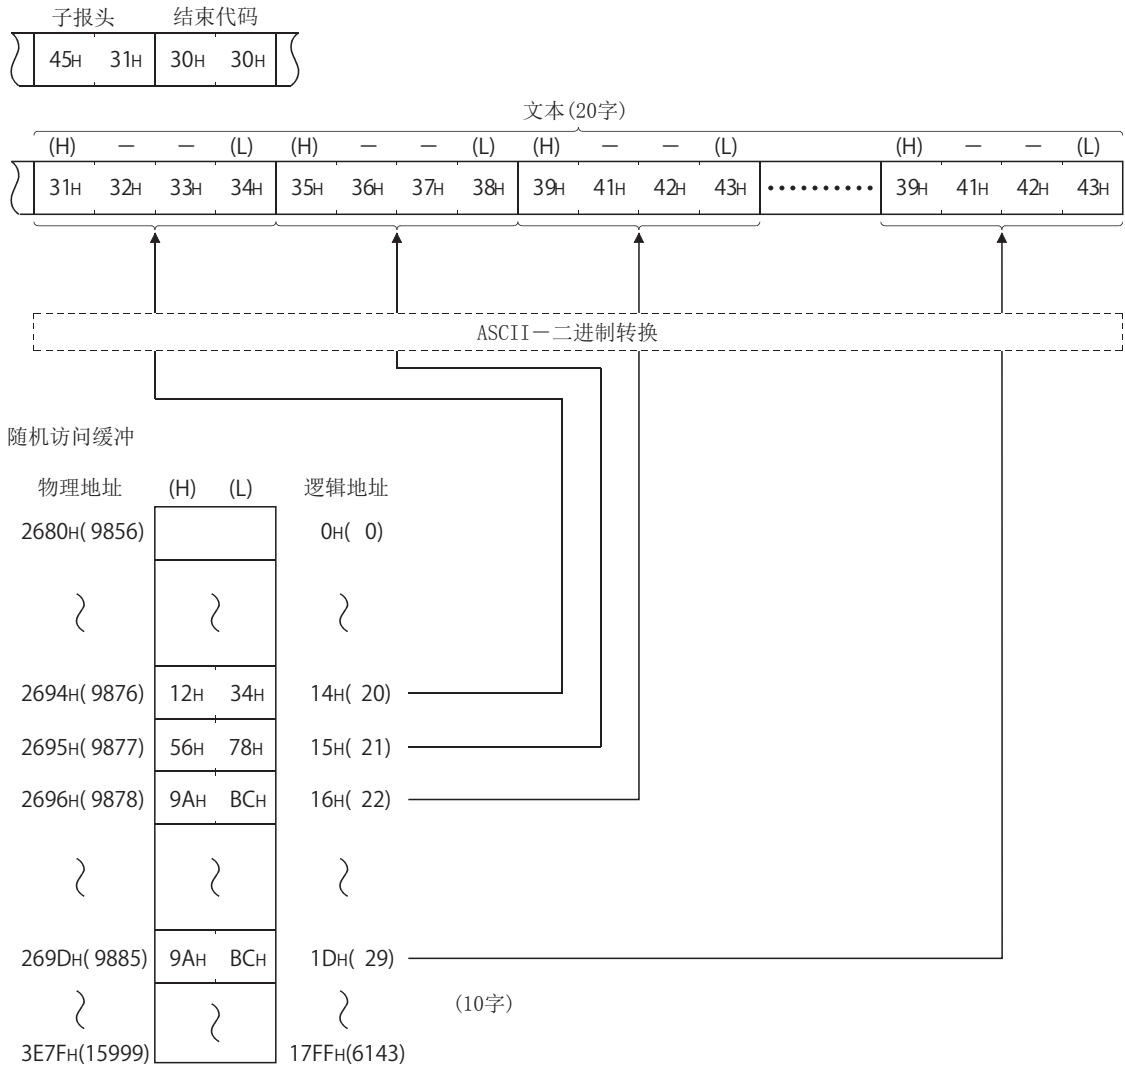 子报头 结束代码
45H 31H 30H 30H
文本(20字)
(H) — — (L) (H) — — (L) (H) — — (L) (H) — — (L)
31H 32H 33H 34H 35H 36H 37H 38H 39H 41H 42H 43H ・・・・・・・・・・ 39H 41H 42H 43H
ASCII－二进制转换
随机访问缓冲
物理地址 (H) (L) 逻辑地址
2680H( 9856) 0H( 0)
2694H( 9876) 12H 34H 14H( 20)
2695H( 9877) 56H 78H 15H( 21)
2696H( 9878) 9AH BCH 16H( 22)
269DH( 9885) 9AH BCH 1DH( 29)
(10字)
3E7FH(15999) 17FFH(6143)